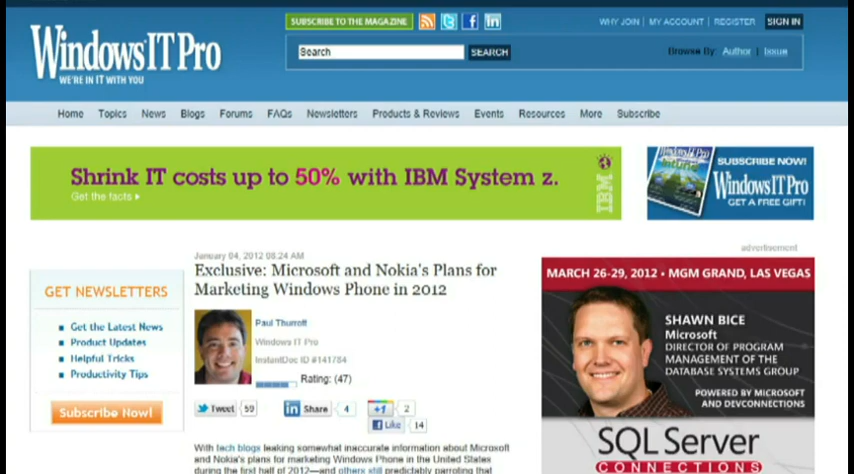 SUBSCRIBE TO THE MAGAZINE
WHY JOIN | MY ACCOUNT | REGISTER SIGN IN
Windows IT Pro
WE'RE IN IT WITH YOU
Search SEARCH
Browse By: Author | Issue
Home Topics News Blogs Forums FAQs Newsletters Products & Reviews Events Resources More Subscribe
Shrink IT costs up to 50% with IBM System z.
Get the facts
IBM
SUBSCRIBE NOW!
Windows IT Pro
GET A FREE GIFT!
advertisement
January 04, 2012 08:24 AM
Exclusive: Microsoft and Nokia's Plans for
Marketing Windows Phone in 2012
GET NEWSLETTERS
Get the Latest News
Product Updates
Helpful Tricks
Productivity Tips
Subscribe Now!
Paul Thurrott
Windows IT Pro
InstantDoc ID #141784
Rating: (47)
Tweet 59
Share 4
+1 2
Like 14
With tech blogs leaking somewhat inaccurate information about Microsoft
and Nokia's plans for marketing Windows Phone in the United States
during the first half of 2012—and others still predictably parroting that
MARCH 26-29, 2012 • MGM GRAND, LAS VEGAS
SHAWN BICE
Microsoft
DIRECTOR OF PROGRAM
MANAGEMENT OF THE
DATABASE SYSTEMS GROUP
POWERED BY MICROSOFT
AND DEVCONNECTIONS
SQL Server
CONNECTIONS